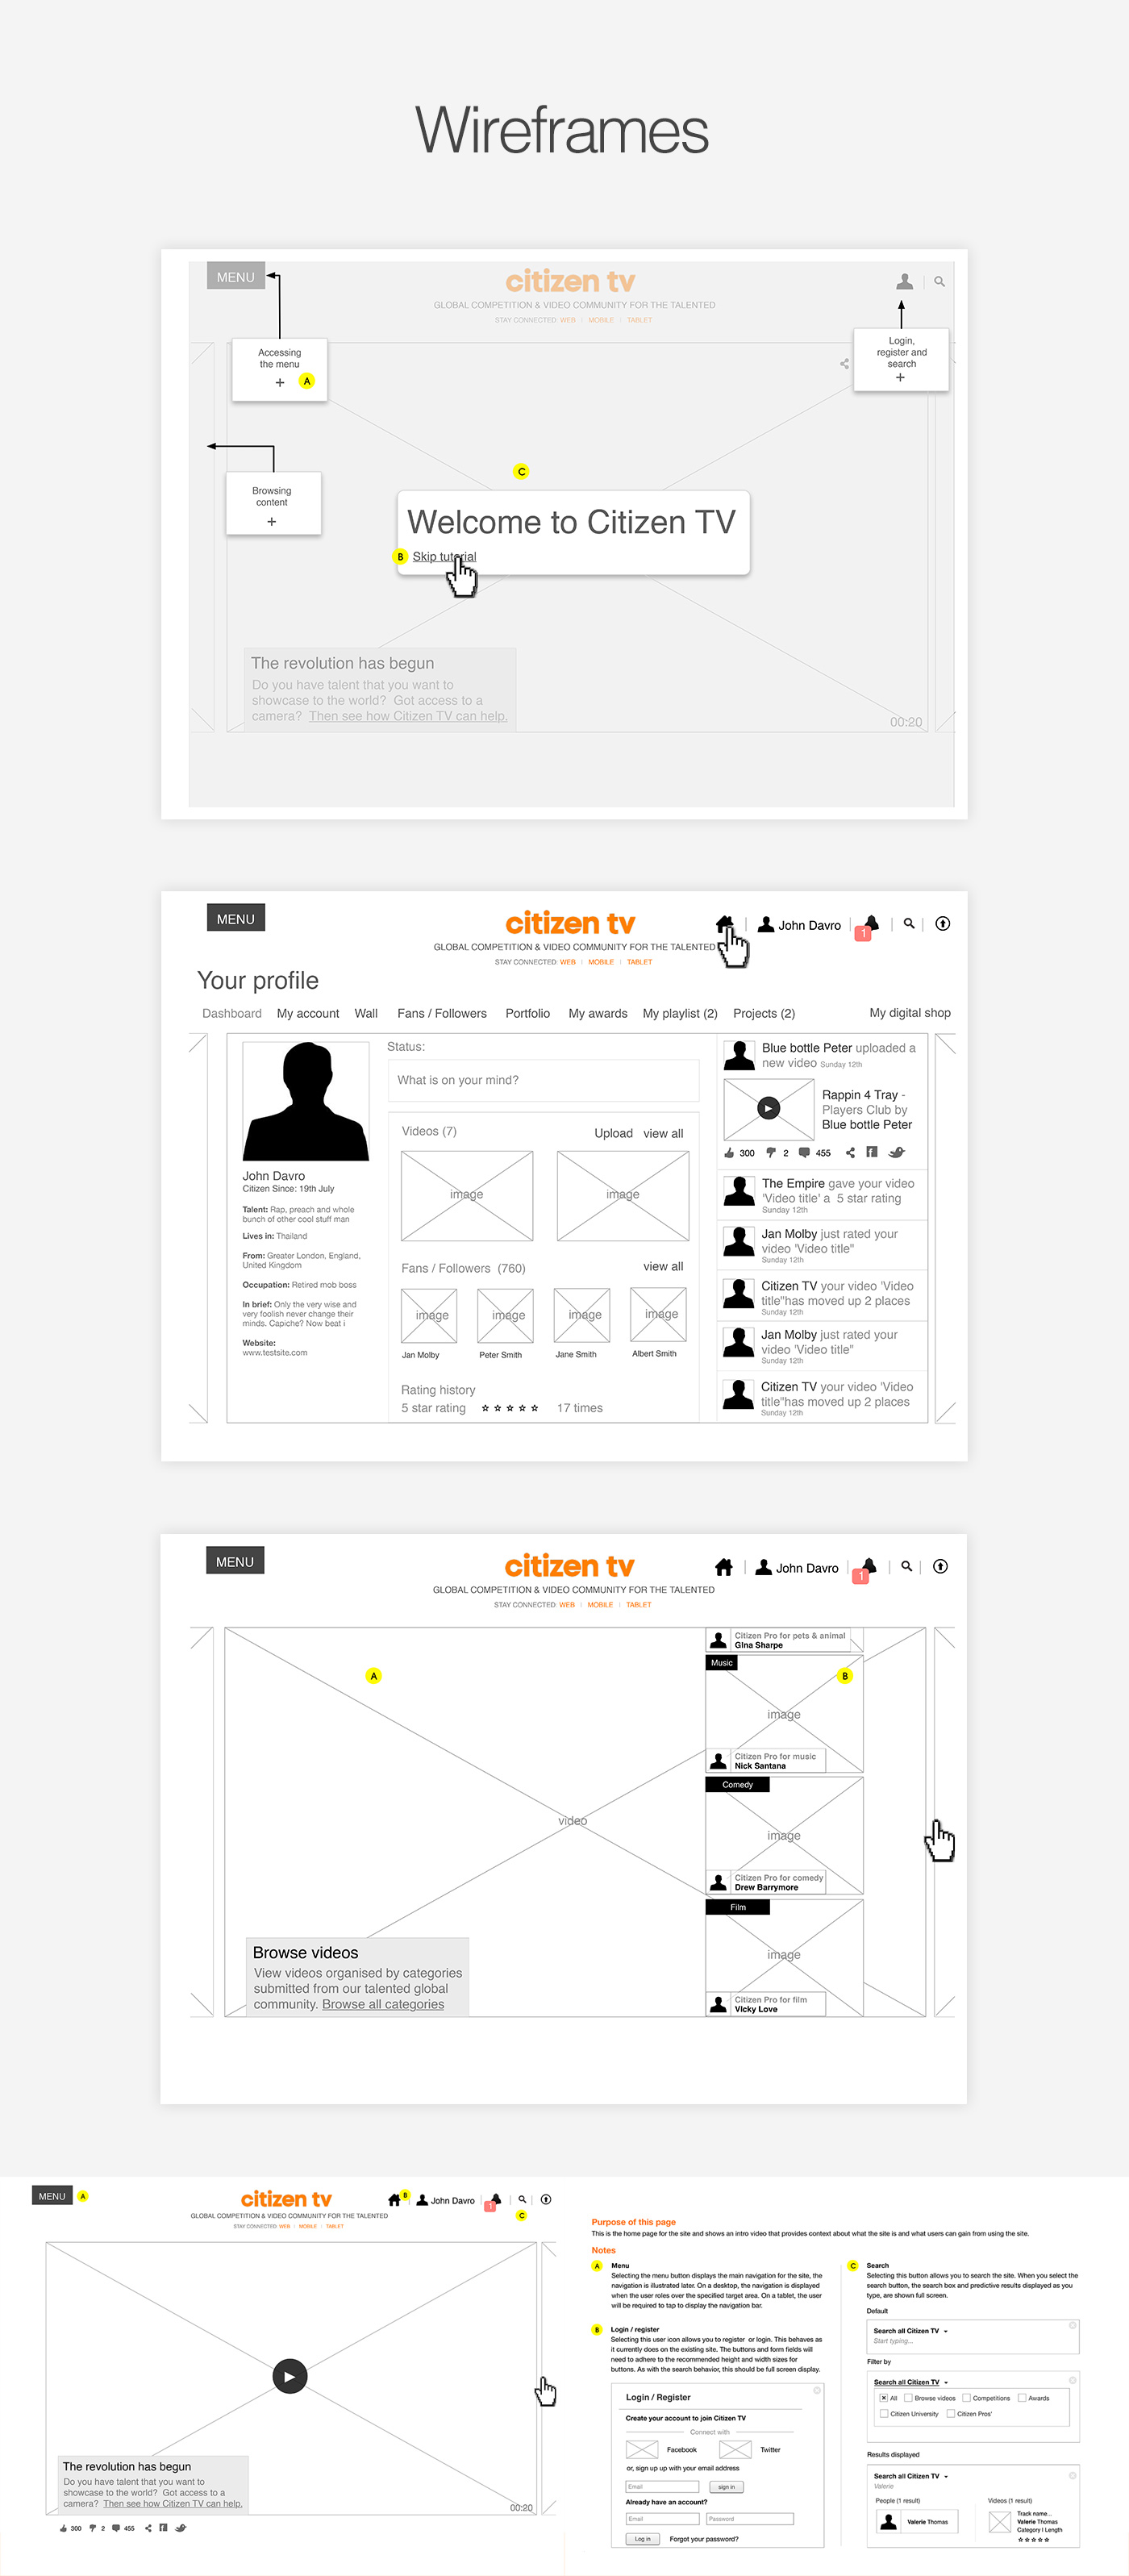 Wireframes
MENU
citizen tv
GLOBAL COMPETITION & VIDEO COMMUNITY FOR THE TALENTED
STAY CONNECTED: WEB | MOBILE | TABLET
Accessing
the menu
+
A
Login,
register and
search
+
Browsing
content
+
C
Welcome to Citizen TV
B Skip tutorial
The revolution has begun
Do you have talent that you want to
showcase to the world? Got access to a
camera? Then see how Citizen TV can help.
00:20
MENU
citizen tv
John Davro
1
GLOBAL COMPETITION & VIDEO COMMUNITY FOR THE TALENTED
STAY CONNECTED: WEB | MOBILE | TABLET
Your profile
Dashboard My account Wall Fans / Followers Portfolio My awards My playlist (2) Projects (2) My digital shop
John Davro
Citizen Since: 19th July
Talent: Rap, preach and whole
bunch of other cool stuff man
Lives in: Thailand
From: Greater London, England,
United Kingdom
Occupation: Retired mob boss
In brief: Only the very wise and
very foolish never change their
minds. Capiche? Now beat i
Website:
www.testsite.com
Status:
What is on your mind?
Videos (7) Upload view all
image image
Fans / Followers (760) view all
image image image image
Jan Molby Peter Smith Jane Smith Albert Smith
Rating history
5 star rating 17 times
Blue bottle Peter uploaded a
new video Sunday 12th
Rappin 4 Tray -
Players Club by
Blue bottle Peter
300 2 455
The Empire gave your video
'Video title' a 5 star rating
Sunday 12th
Jan Molby just rated your
video 'Video title"
Sunday 12th
Citizen TV your video 'Video
title"has moved up 2 places
Sunday 12th
Jan Molby just rated your
video 'Video title"
Sunday 12th
Citizen TV your video 'Video
title"has moved up 2 places
Sunday 12th
MENU
citizen tv
John Davro
1
GLOBAL COMPETITION & VIDEO COMMUNITY FOR THE TALENTED
STAY CONNECTED: WEB | MOBILE | TABLET
A
video
Browse videos
View videos organised by categories
submitted from our talented global
community. Browse all categories
Citizen Pro for pets & animal
Gina Sharpe
Music
B
image
Citizen Pro for music
Nick Santana
Comedy
image
Citizen Pro for comedy
Drew Barrymore
Film
image
Citizen Pro for film
Vicky Love
MENU A
citizen tv
B
John Davro
1
C
GLOBAL COMPETITION & VIDEO COMMUNITY FOR THE TALENTED
STAY CONNECTED: WEB | MOBILE | TABLET
The revolution has begun
Do you have talent that you want to
showcase to the world? Got access to a
camera? Then see how Citizen TV can help.
00:20
300 2 455
Purpose of this page
This is the home page for the site and shows an intro video that provides context about what the site is and what users can gain from using the site.
Notes
A Menu
Selecting the menu button displays the main navigation for the site, the
navigation is illustrated later. On a desktop, the navigation is displayed
when the user roles over the specified target area. On a tablet, the user
will be required to tap to display the navigation bar.
B Login / register
Selecting this user icon allows you to register or login. This behaves as
it currently does on the existing site. The buttons and form fields will
need to adhere to the recommended height and width sizes for
buttons. As with the search behavior, this should be full screen display.
Login / Register
Create your account to join Citizen TV
Connect with
Facebook Twitter
or, sign up up with your email address
Email sign in
Already have an account?
Email Password
Log in Forgot your password?
C Search
Selecting this button allows you to search the site. When you select the
search button, the search box and predictive results displayed as you
type, are shown full screen.
Default
Search all Citizen TV
Start typing...
Filter by
Search all Citizen TV
All Browse videos Competitions Awards
Citizen University Citizen Pros'
Results displayed
Search all Citizen TV
Valerie
People (1 result)
Valerie Thomas
Videos (1 result)
Track name...
Valerie Thomas
Category I Length